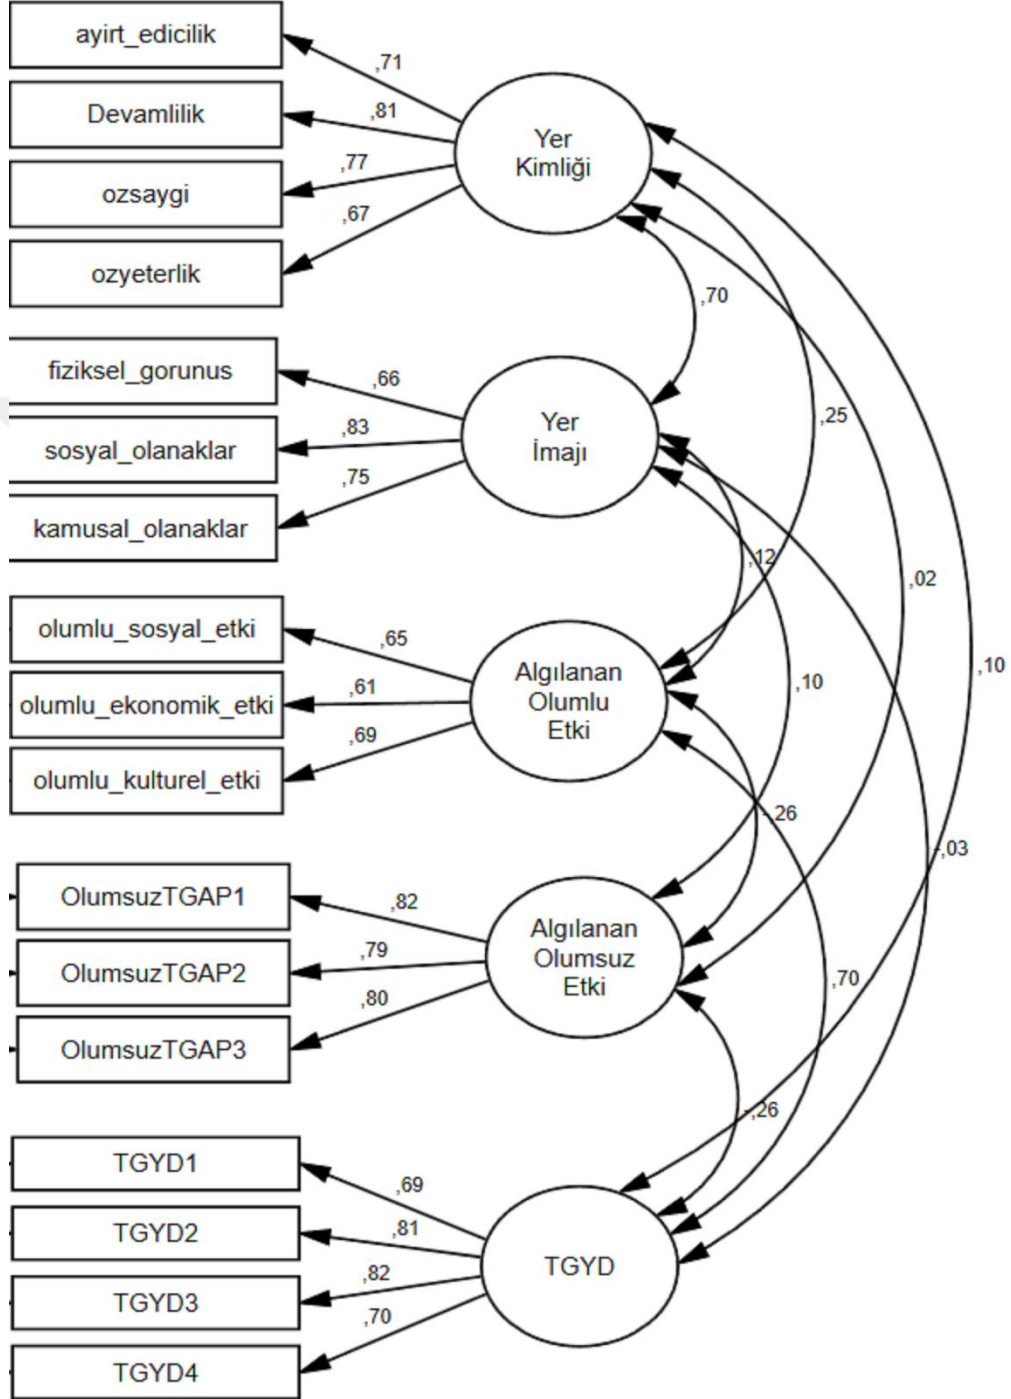 ayirt_edicilik
,71
Devamlilik
,81
Yer
Kimliği
ozsaygi
,77
,67
ozyeterlik
,70
fiziksel_gorunus
,66
Yer
İmajı
sosyal_olanaklar
,83
,25
kamusal_olanaklar
,75
,12
,02
olumlu_sosyal_etki
,65
Algılanan
Olumlu
Etki
,10
,10
olumlu_ekonomik_etki
,61
olumlu_kulturel_etki
,69
-,26
-,03
OlumsuzTGAP1
,82
Algılanan
Olumsuz
Etki
OlumsuzTGAP2
,79
,70
OlumsuzTGAP3
,80
-,26
TGYD1
,69
TGYD2
,81
TGYD
TGYD3
,82
,70
TGYD4